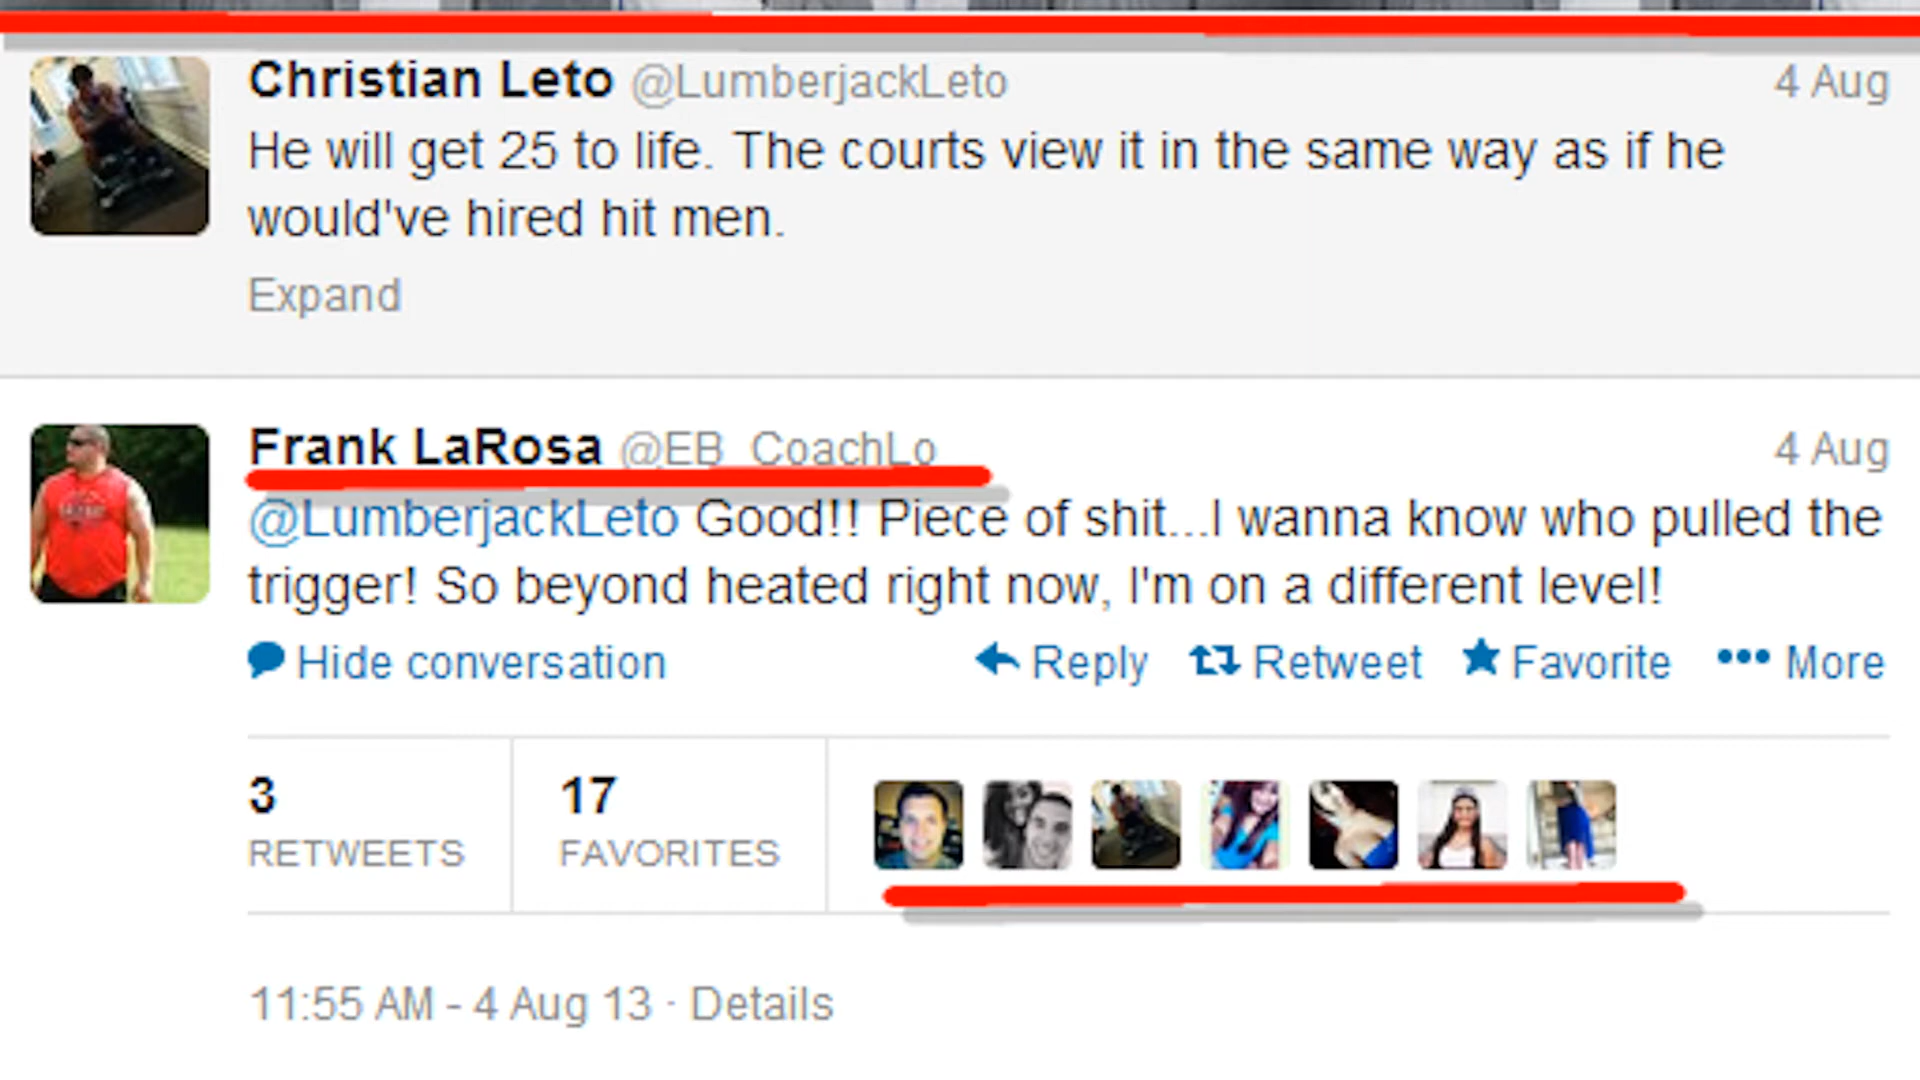 Christian Leto @LumberjackLeto 4 Aug
He will get 25 to life. The courts view it in the same way as if he
would've hired hit men.
Expand
Frank LaRosa @EB_CoachLo 4 Aug
@LumberjackLeto Good!! Piece of shit...I wanna know who pulled the
trigger! So beyond heated right now, I'm on a different level!
Hide conversation Reply Retweet Favorite More
3 17
RETWEETS FAVORITES
11:55 AM - 4 Aug 13 · Details